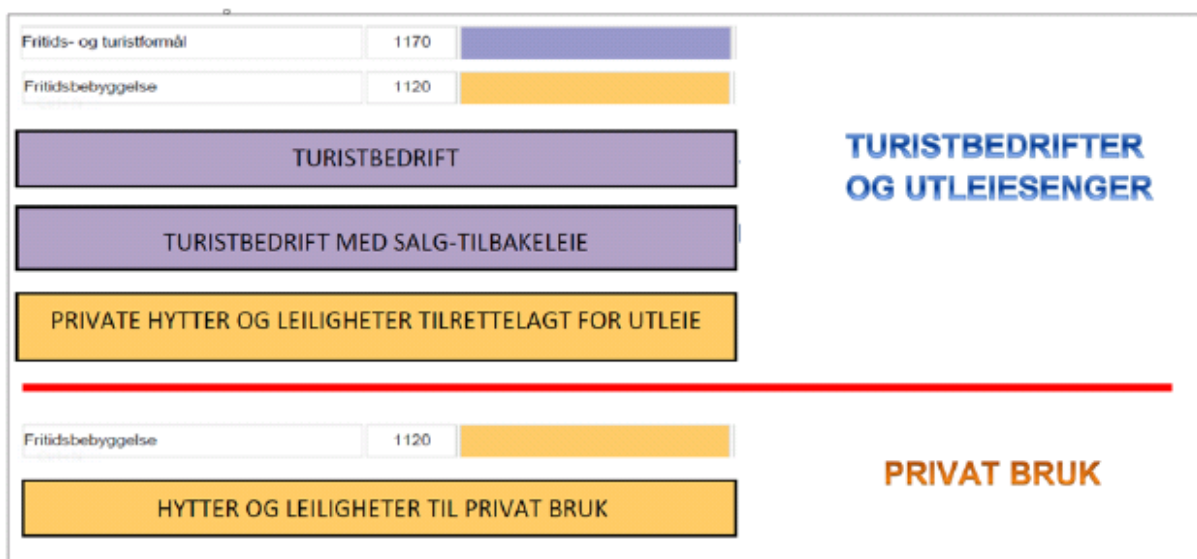 Fritids- og turistformål 1170
Fritidsbebyggelse 1120
TURISTBEDRIFT
TURISTBEDRIFTER
OG UTLEIESENGER
TURISTBEDRIFT MED SALG-TILBAKELEIE
PRIVATE HYTTER OG LEILIGHETER TILRETTELAGT FOR UTLEIE
Fritidsbebyggelse 1120
PRIVAT BRUK
HYTTER OG LEILIGHETER TIL PRIVAT BRUK